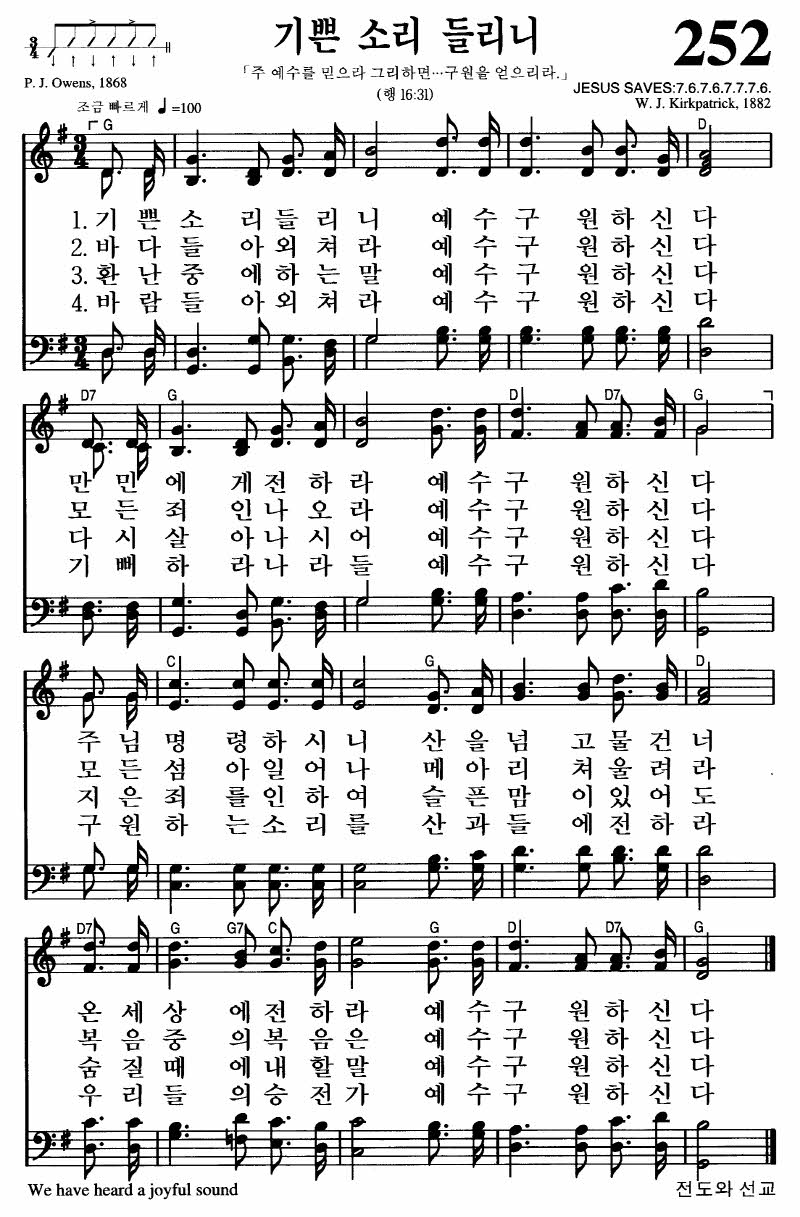 3/4
기쁜 소리 들리니
252
P. J. Owens, 1868
「주 예수를 믿으라 그리하면…구원을 얻으리라.」
(행 16:31)
JESUS SAVES:7.6.7.6.7.7.7.6.
조금 빠르게 ♩=100
W. J. Kirkpatrick, 1882
G D
3/4
1. 기쁜소 리들리니 예수구 원하신다
2. 바다들 아외쳐라 예수구 원하신다
3. 환난중 에하는말 예수구 원하신다
4. 바람들 아외쳐라 예수구 원하신다
3/4
D7 G D D7 G
만민에 게전하라 예수구 원하신다
모든죄 인나오라 예수구 원하신다
다시살 아나시어 예수구 원하신다
기뻐하 라나라들 예수구 원하신다
C G D
주님명 령하시니 산을넘 고물건너
모든섬 아일어나 메아리 쳐울려라
지은죄 를인하여 슬픈맘 이있어도
구원하 는소리를 산과들 에전하라
D7 G G7 C G D D7 G
온세상 에전하라 예수구 원하신다
복음중 의복음은 예수구 원하신다
숨질때 에내할말 예수구 원하신다
우리들 의승전가 예수구 원하신다
We have heard a joyful sound
전도와 선교